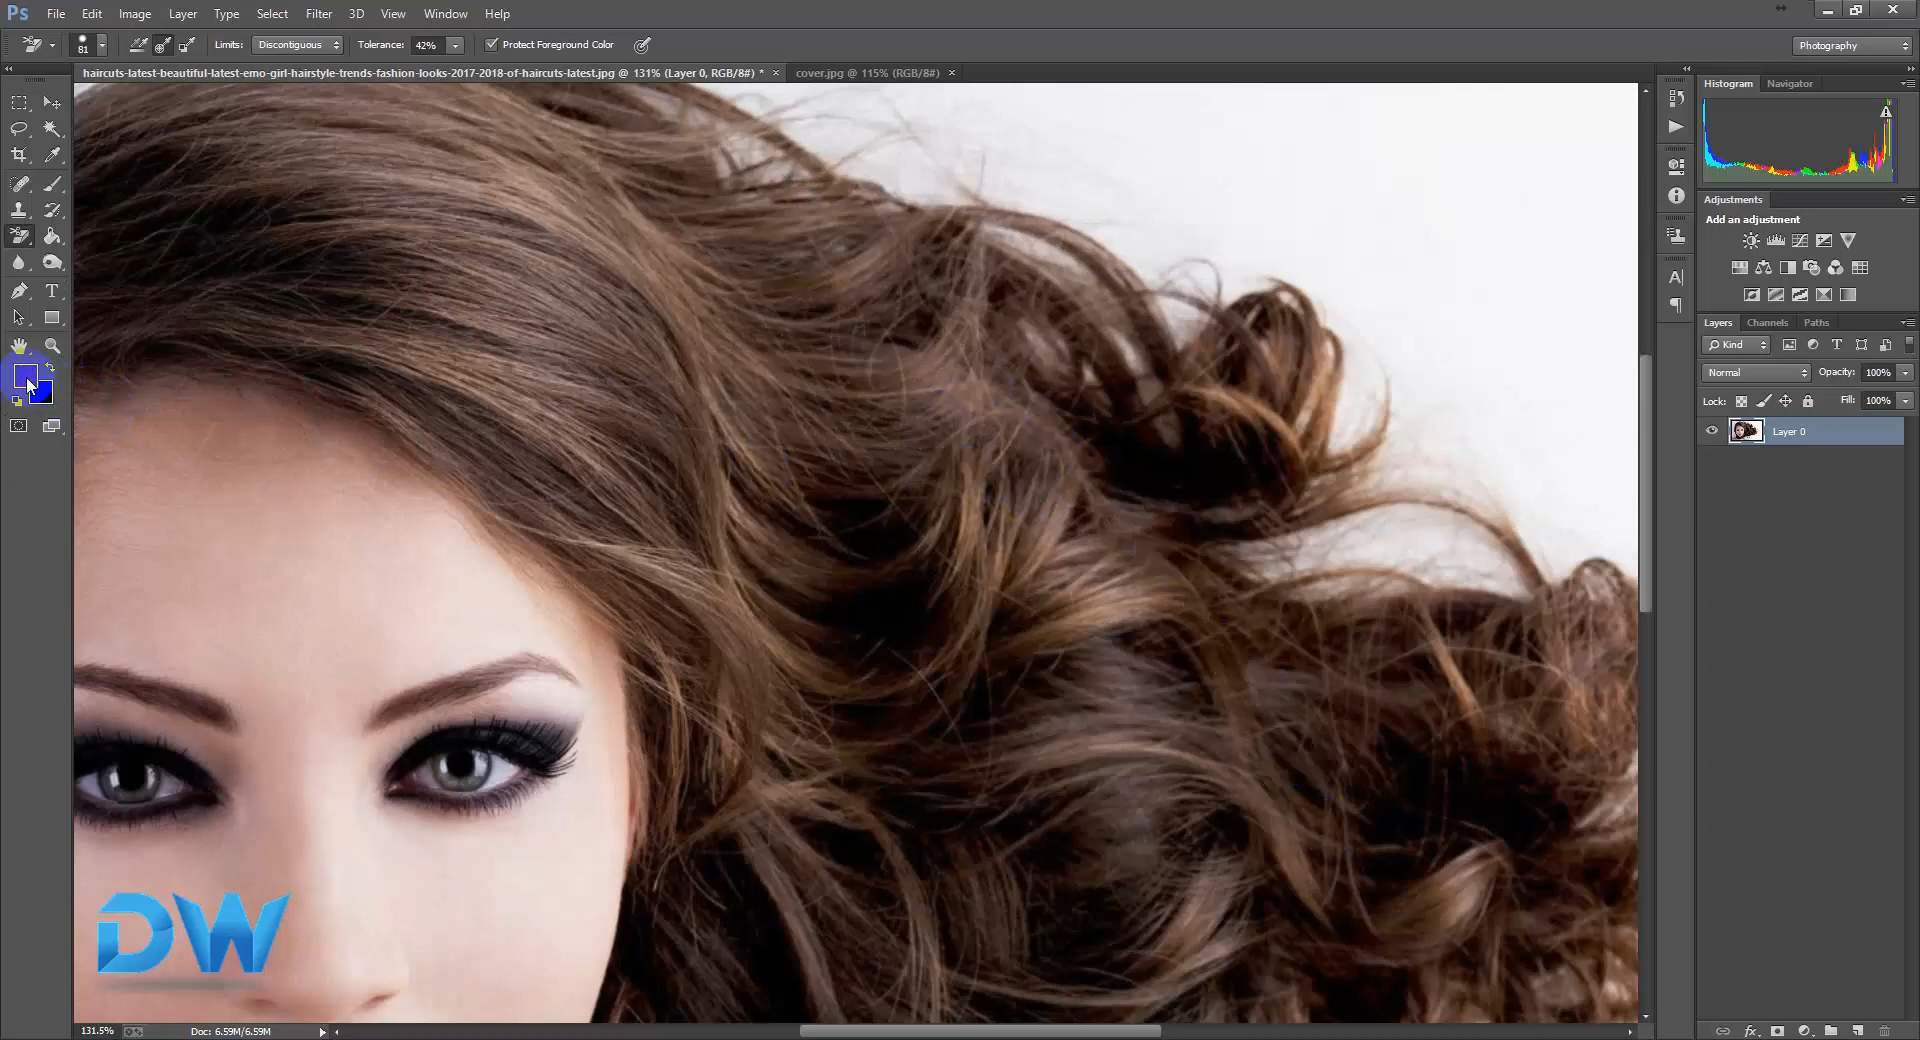 Ps File Edit Image Layer Type Select Filter 3D View Window Help
81 Limits: Discontiguous Tolerance: 42% Protect Foreground Color Photography
haircuts-latest-beautiful-latest-emo-girl-hairstyle-trends-fashion-looks-2017-2018-of-haircuts-latest.jpg @ 131% (Layer 0, RGB/8#) * × cover.jpg @ 115% (RGB/8#) ×
Histogram Navigator
Adjustments
Add an adjustment
Layers Channels Paths
Kind
Normal Opacity: 100%
Lock: Fill: 100%
Layer 0
DW
131.5% Doc: 6.59M/6.59M